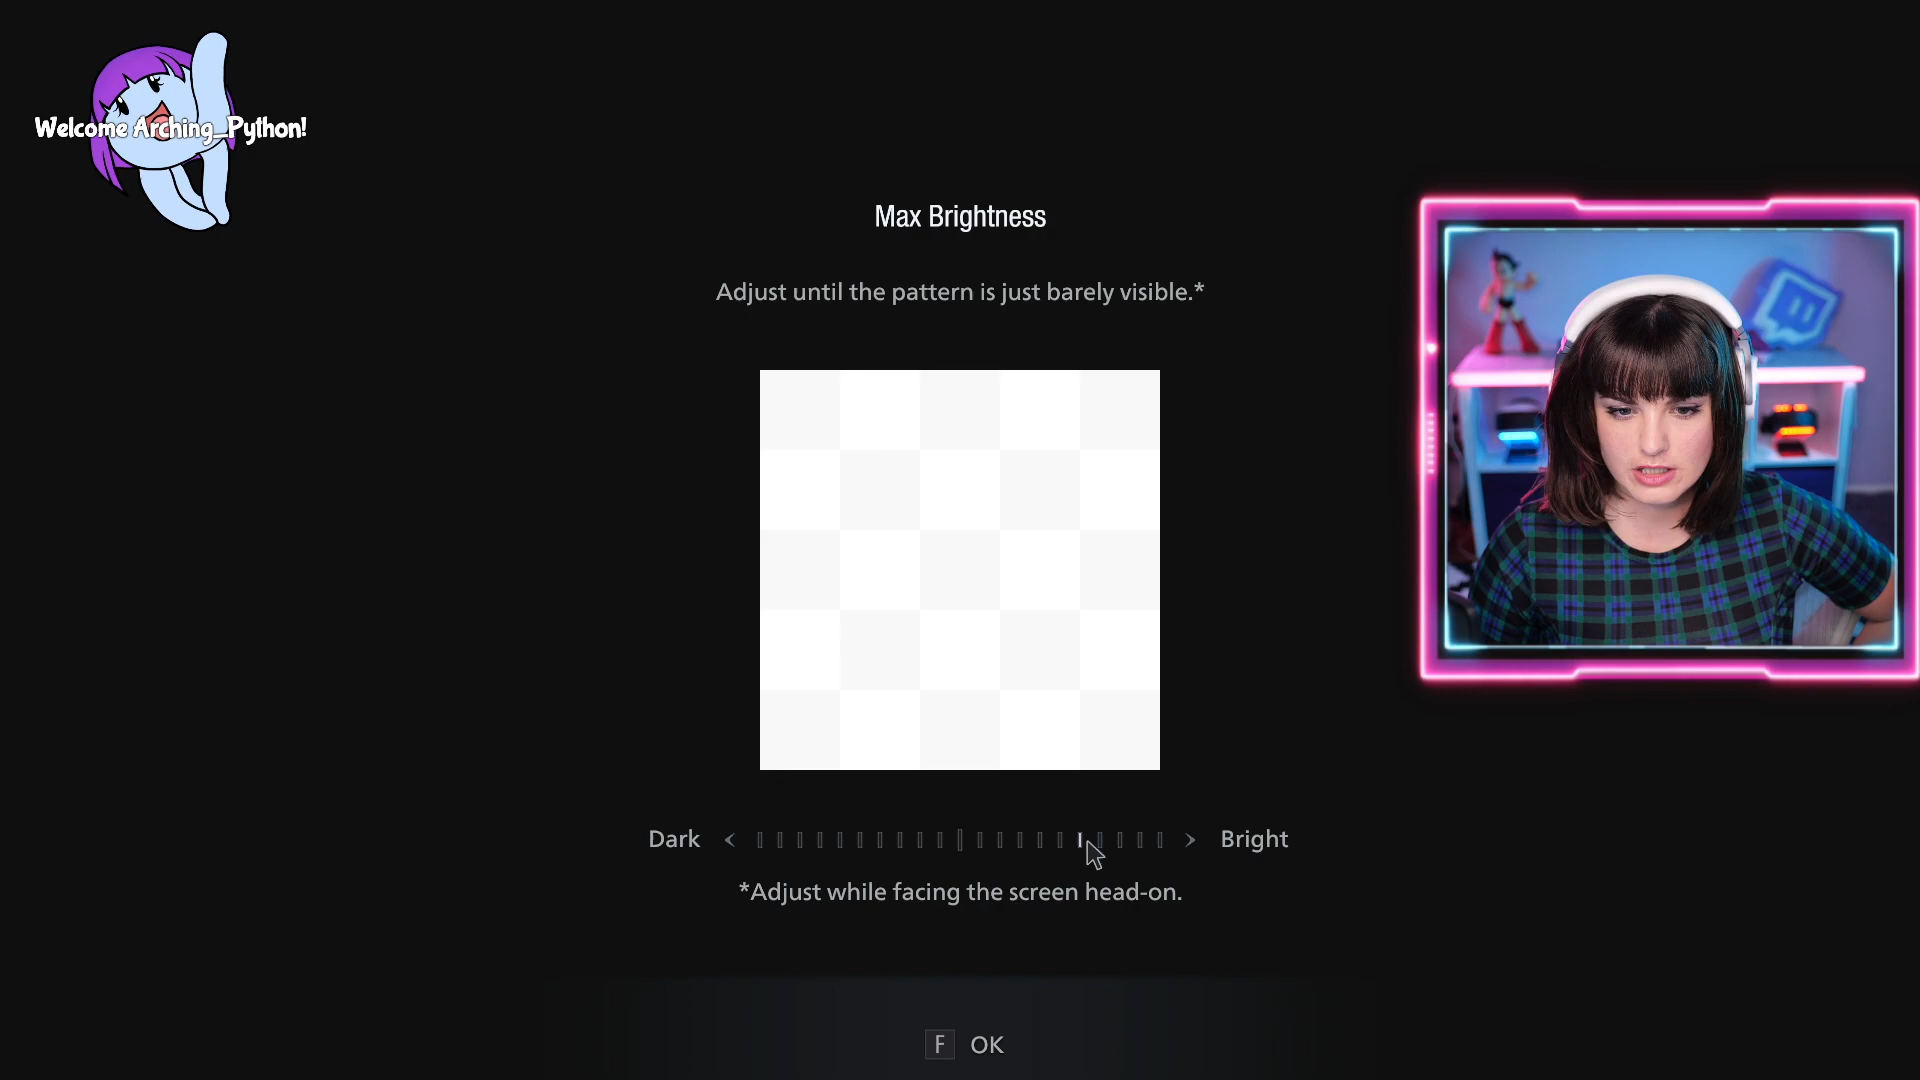 Welcome Arching_Python!
Max Brightness
Adjust until the pattern is just barely visible.*
Dark < > Bright
*Adjust while facing the screen head-on.
F OK